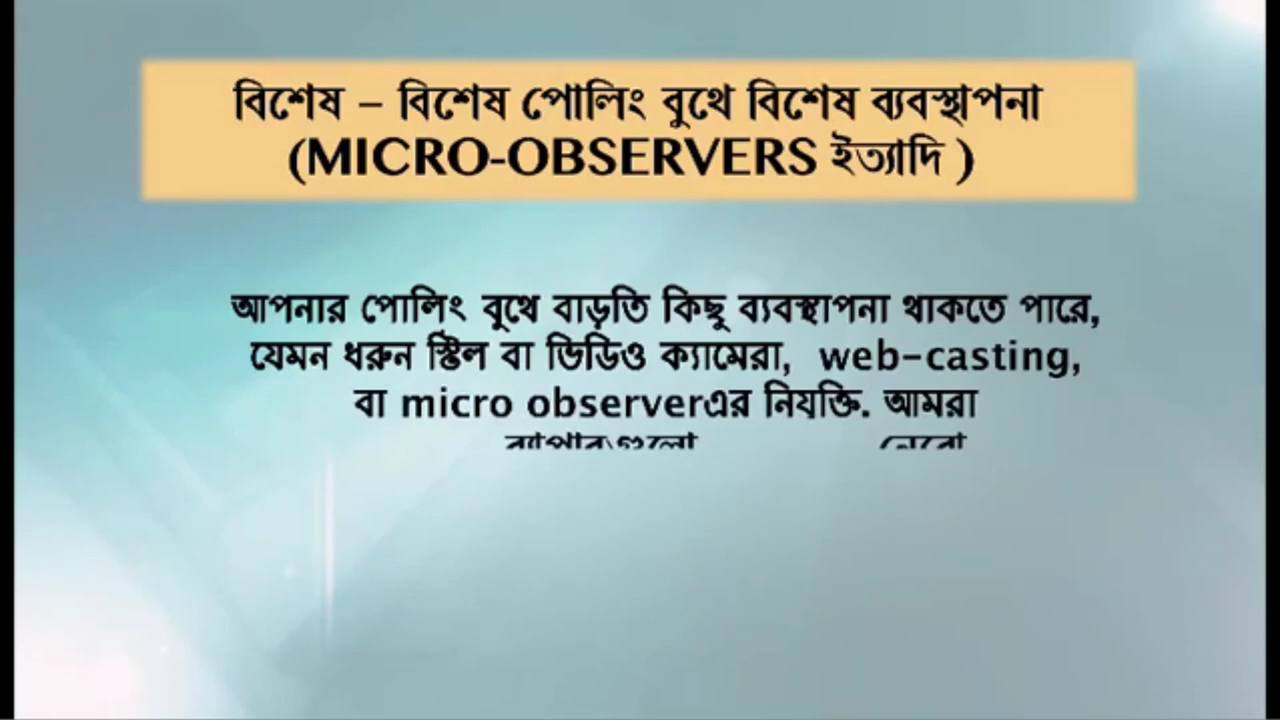 বিশেষ – বিশেষ পোলিং বুথে বিশেষ ব্যবস্থাপনা
(MICRO-OBSERVERS ইত্যাদি )
আপনার পোলিং বুথে বাড়তি কিছু ব্যবস্থাপনা থাকতে পারে,
যেমন ধরুন স্টিল বা ভিডিও ক্যামেরা, web-casting,
বা micro observerএর নিযুক্তি. আমরা